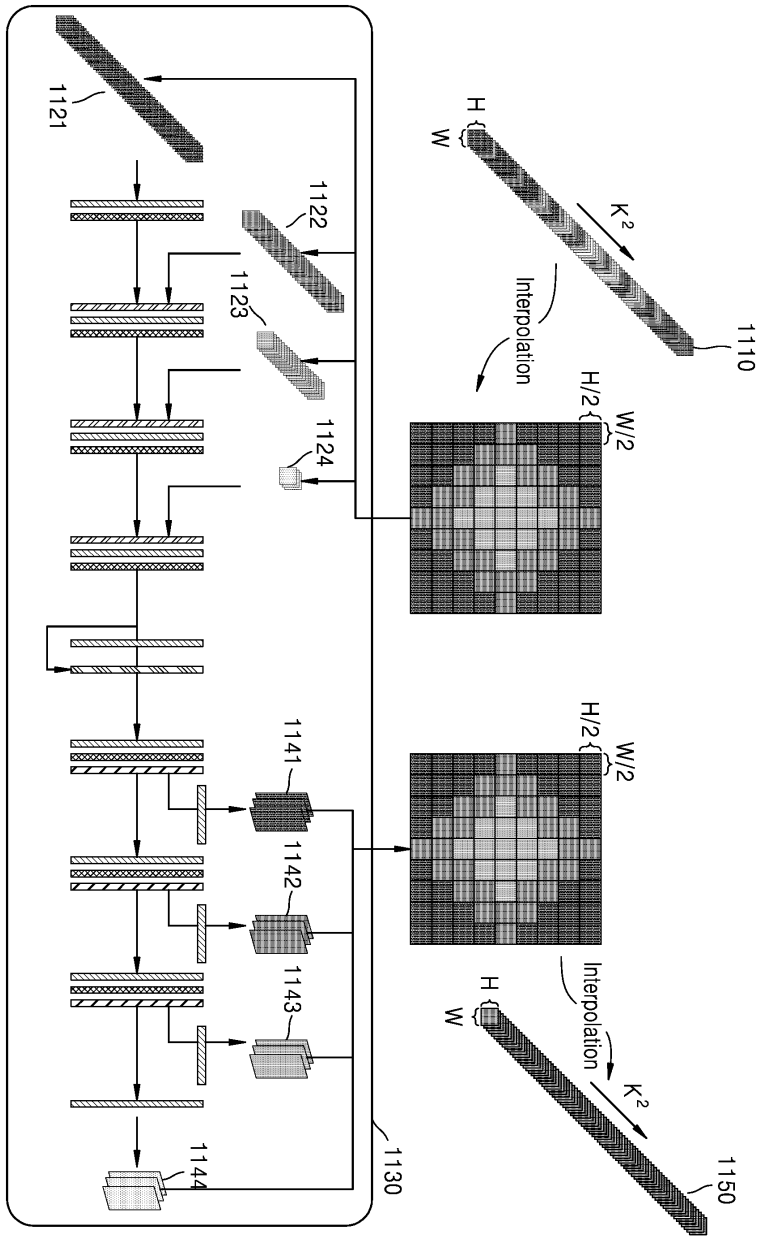 1110
K²
H
W
Interpolation
W/2
H/2
W/2
H/2
Interpolation
H
W
K²
1150
1121
1122
1123
1124
1130
1141
1142
1143
1144